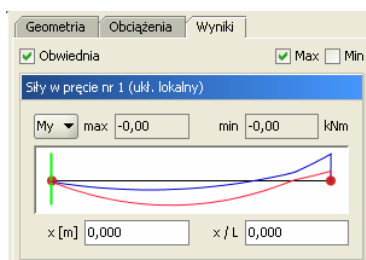 Geometria Obciążenia Wyniki
Obwiednia Max Min
Siły w pręcie nr 1 (ukł. lokalny)
My max -0,00 min -0,00 kNm
x [m] 0,000 x / L 0,000